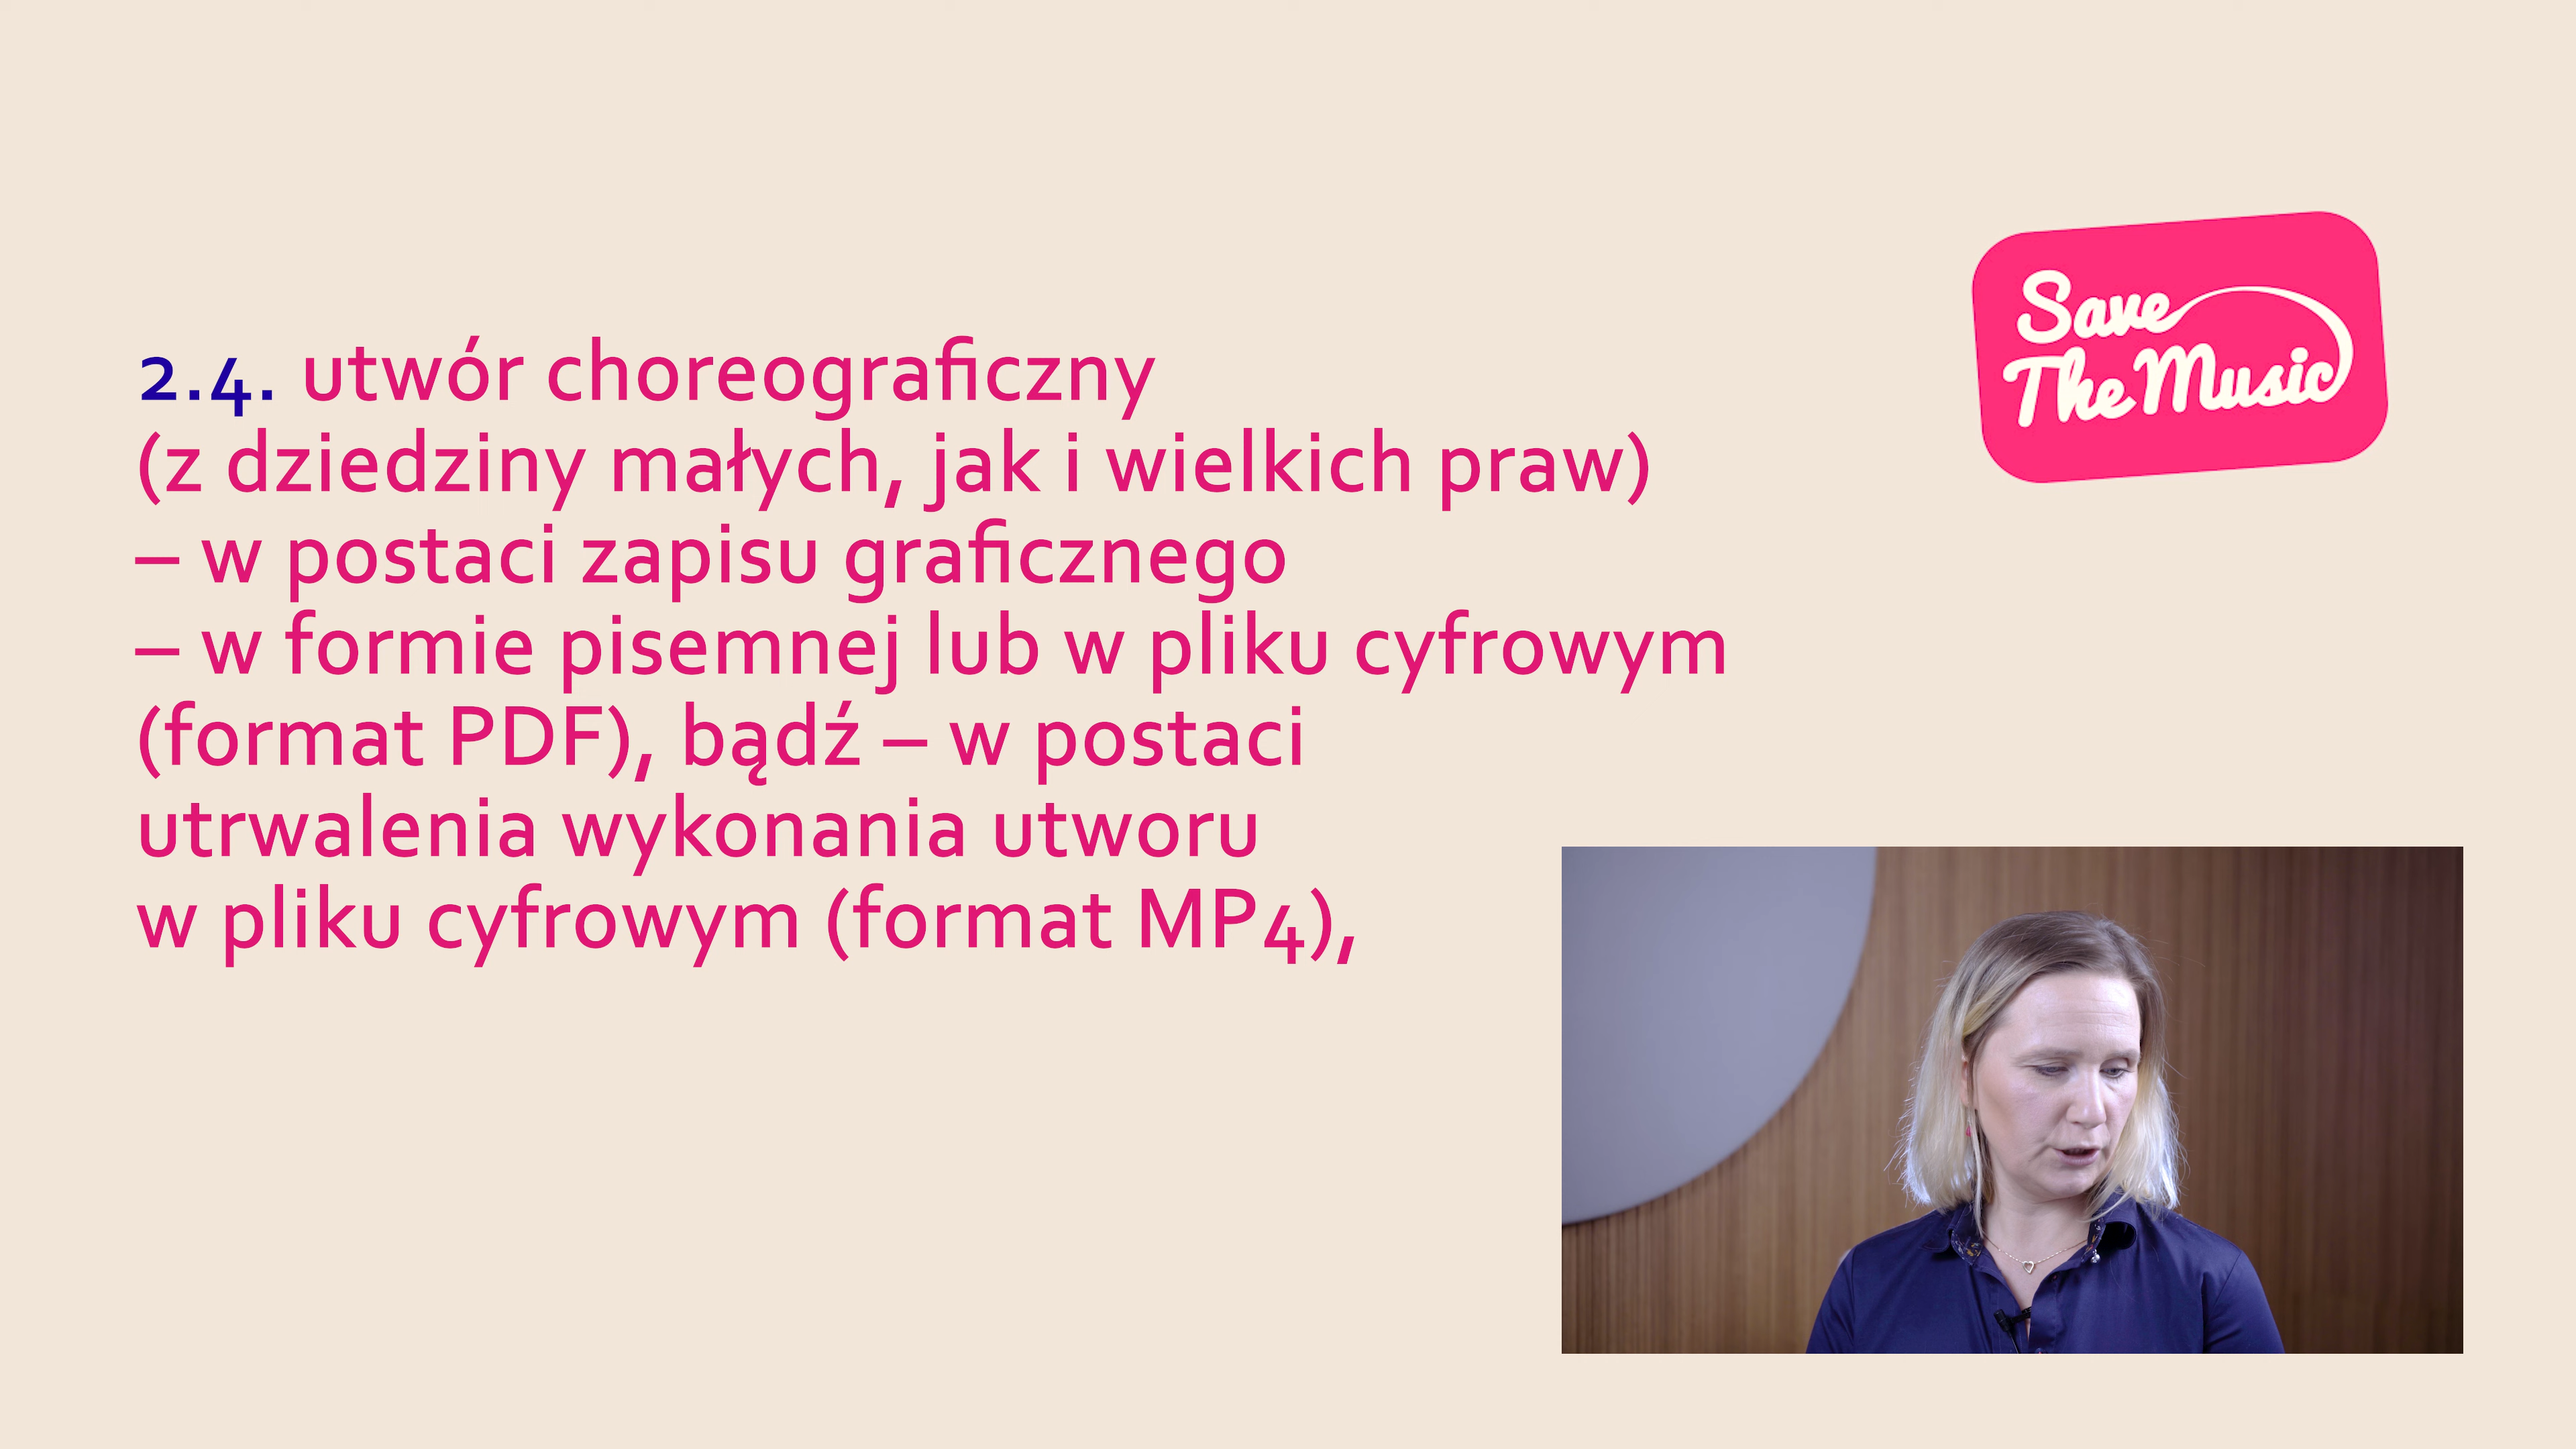 2.4. utwór choreograficzny
(z dziedziny małych, jak i wielkich praw)
– w postaci zapisu graficznego
– w formie pisemnej lub w pliku cyfrowym
(format PDF), bądź – w postaci
utrwalenia wykonania utworu
w pliku cyfrowym (format MP4),
Save
The Music